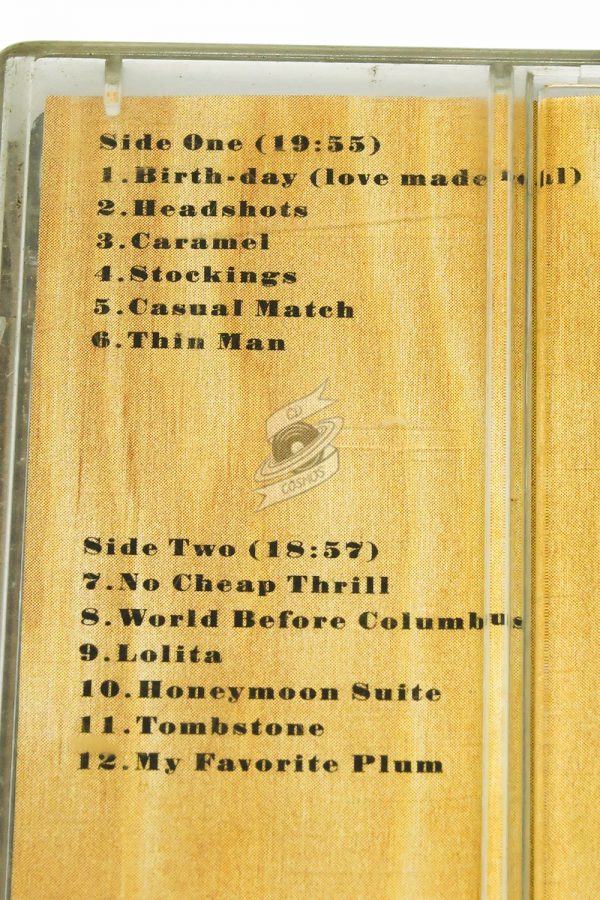 Side One (19:55)
1.Birth-day (love made real)
2.Headshots
3.Caramel
4.Stockings
5.Casual Match
6.Thin Man
CD
COSMOS
Side Two (18:57)
7.No Cheap Thrill
8.World Before Columbus
9.Lolita
10.Honeymoon Suite
11.Tombstone
12.My Favorite Plum